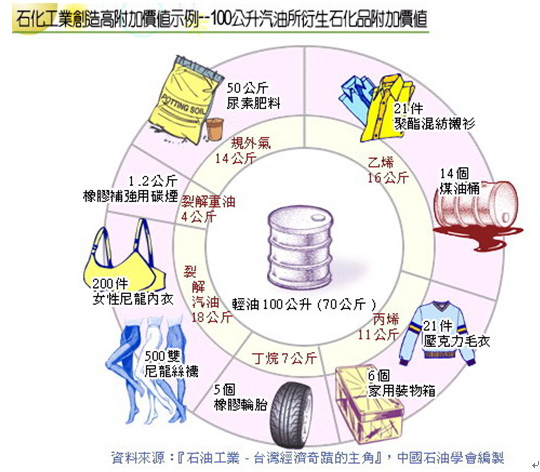 石化工業創造高附加價值示例--100公升汽油所衍生石化品附加價值
50公斤
尿素肥料
POTTING SOIL
21件
聚酯混紡襯衫
規外氣
14公斤
乙烯
16公斤
14個
煤油桶
1.2公斤
橡膠補強用碳煙
裂解重油
4公斤
200件
女性尼龍內衣
裂
解
汽油
18公斤
輕油100公升(70公斤)
丙烯
11公斤
21件
壓克力毛衣
500雙
尼龍絲襪
丁烷7公斤
5個
橡膠輪胎
6個
家用裝物箱
資料來源：『石油工業－台灣經濟奇蹟的主角』，中國石油學會編製